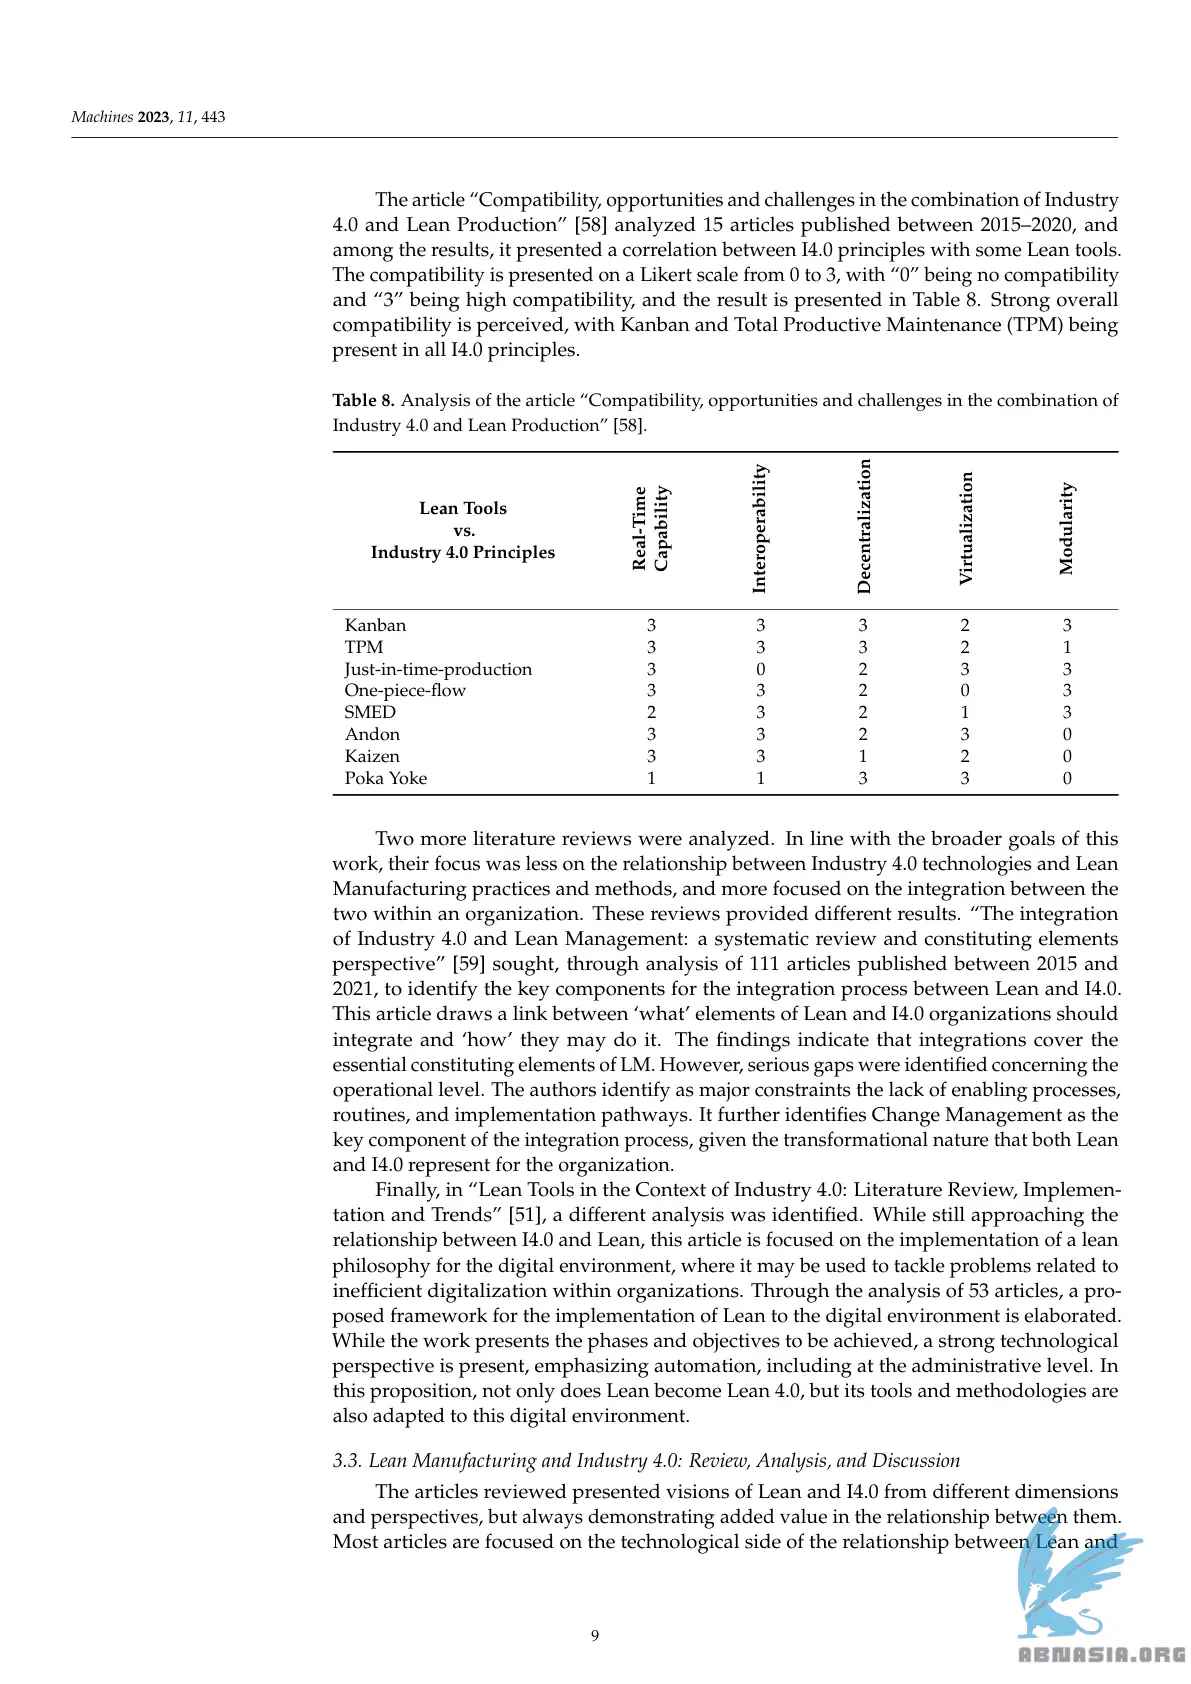 Machines 2023, 11, 443
The article “Compatibility, opportunities and challenges in the combination of Industry
4.0 and Lean Production” [58] analyzed 15 articles published between 2015–2020, and
among the results, it presented a correlation between I4.0 principles with some Lean tools.
The compatibility is presented on a Likert scale from 0 to 3, with “0” being no compatibility
and “3” being high compatibility, and the result is presented in Table 8. Strong overall
compatibility is perceived, with Kanban and Total Productive Maintenance (TPM) being
present in all I4.0 principles.
Table 8. Analysis of the article “Compatibility, opportunities and challenges in the combination of
Industry 4.0 and Lean Production” [58].
Lean Tools
vs.
Industry 4.0 Principles
Real-Time
Capability
Interoperability
Decentralization
Virtualization
Modularity
Kanban 3 3 3 2 3
TPM 3 3 3 2 1
Just-in-time-production 3 0 2 3 3
One-piece-flow 3 3 2 0 3
SMED 2 3 2 1 3
Andon 3 3 2 3 0
Kaizen 3 3 1 2 0
Poka Yoke 1 1 3 3 0
Two more literature reviews were analyzed. In line with the broader goals of this
work, their focus was less on the relationship between Industry 4.0 technologies and Lean
Manufacturing practices and methods, and more focused on the integration between the
two within an organization. These reviews provided different results. “The integration
of Industry 4.0 and Lean Management: a systematic review and constituting elements
perspective” [59] sought, through analysis of 111 articles published between 2015 and
2021, to identify the key components for the integration process between Lean and I4.0.
This article draws a link between ‘what’ elements of Lean and I4.0 organizations should
integrate and ‘how’ they may do it. The findings indicate that integrations cover the
essential constituting elements of LM. However, serious gaps were identified concerning the
operational level. The authors identify as major constraints the lack of enabling processes,
routines, and implementation pathways. It further identifies Change Management as the
key component of the integration process, given the transformational nature that both Lean
and I4.0 represent for the organization.
Finally, in “Lean Tools in the Context of Industry 4.0: Literature Review, Implemen-
tation and Trends” [51], a different analysis was identified. While still approaching the
relationship between I4.0 and Lean, this article is focused on the implementation of a lean
philosophy for the digital environment, where it may be used to tackle problems related to
inefficient digitalization within organizations. Through the analysis of 53 articles, a pro-
posed framework for the implementation of Lean to the digital environment is elaborated.
While the work presents the phases and objectives to be achieved, a strong technological
perspective is present, emphasizing automation, including at the administrative level. In
this proposition, not only does Lean become Lean 4.0, but its tools and methodologies are
also adapted to this digital environment.
3.3. Lean Manufacturing and Industry 4.0: Review, Analysis, and Discussion
The articles reviewed presented visions of Lean and I4.0 from different dimensions
and perspectives, but always demonstrating added value in the relationship between them.
Most articles are focused on the technological side of the relationship between Lean and
9
ABNASIA.ORG